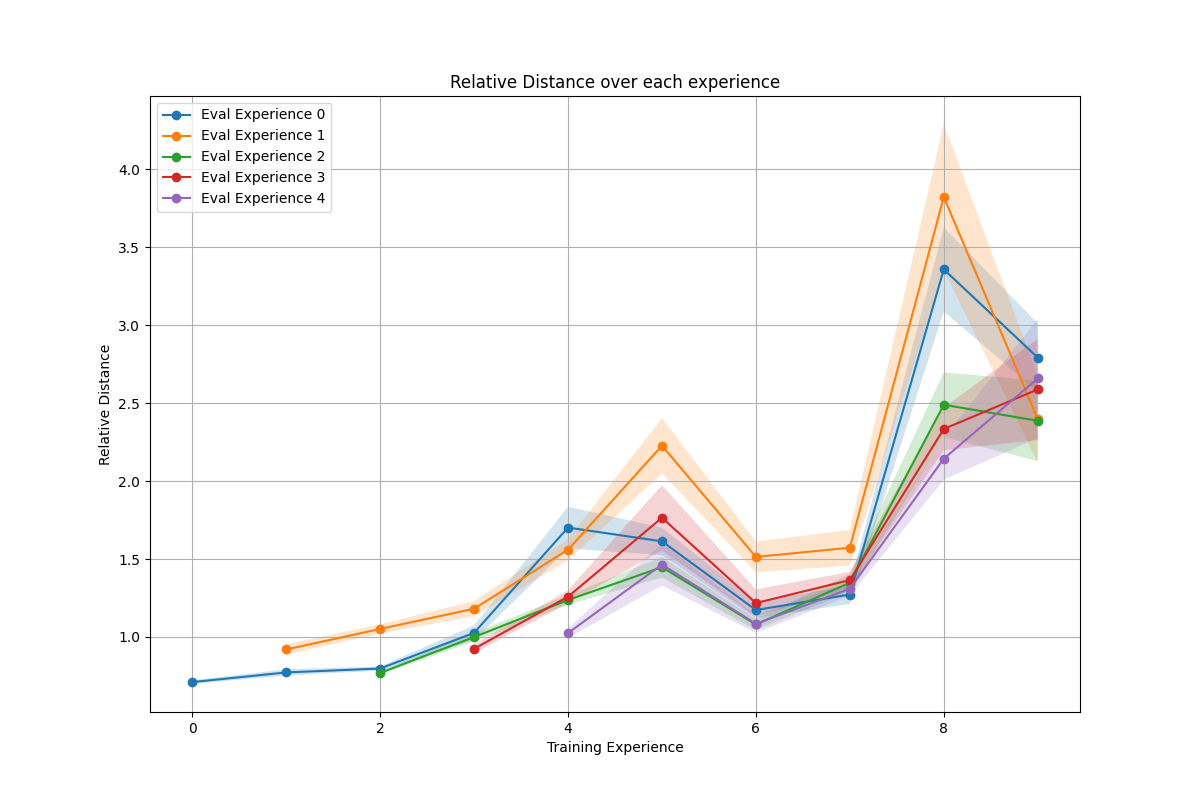 Relative Distance over each experience
Eval Experience 0
Eval Experience 1
Eval Experience 2
Eval Experience 3
Eval Experience 4
Relative Distance
4.0
3.5
3.0
2.5
2.0
1.5
1.0
0 2 4 6 8
Training Experience